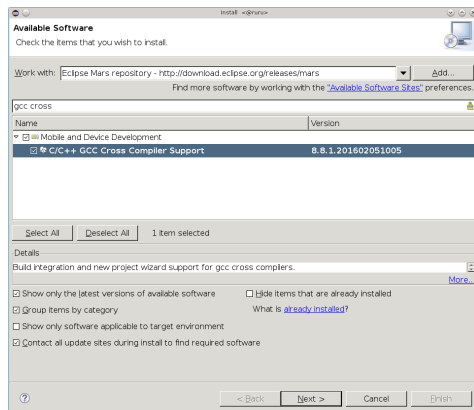 Install <@ruru>
Available Software
Check the items that you wish to install.
Work with: Eclipse Mars repository - http://download.eclipse.org/releases/mars Add...
Find more software by working with the "Available Software Sites" preferences.
gcc cross
Name Version
Mobile and Device Development
C/C++ GCC Cross Compiler Support 8.8.1.201602051005
Select All Deselect All 1 item selected
Details
Build integration and new project wizard support for gcc cross compilers.
More...
Show only the latest versions of available software Hide items that are already installed
Group items by category What is already installed?
Show only software applicable to target environment
Contact all update sites during install to find required software
? < Back Next > Cancel Finish